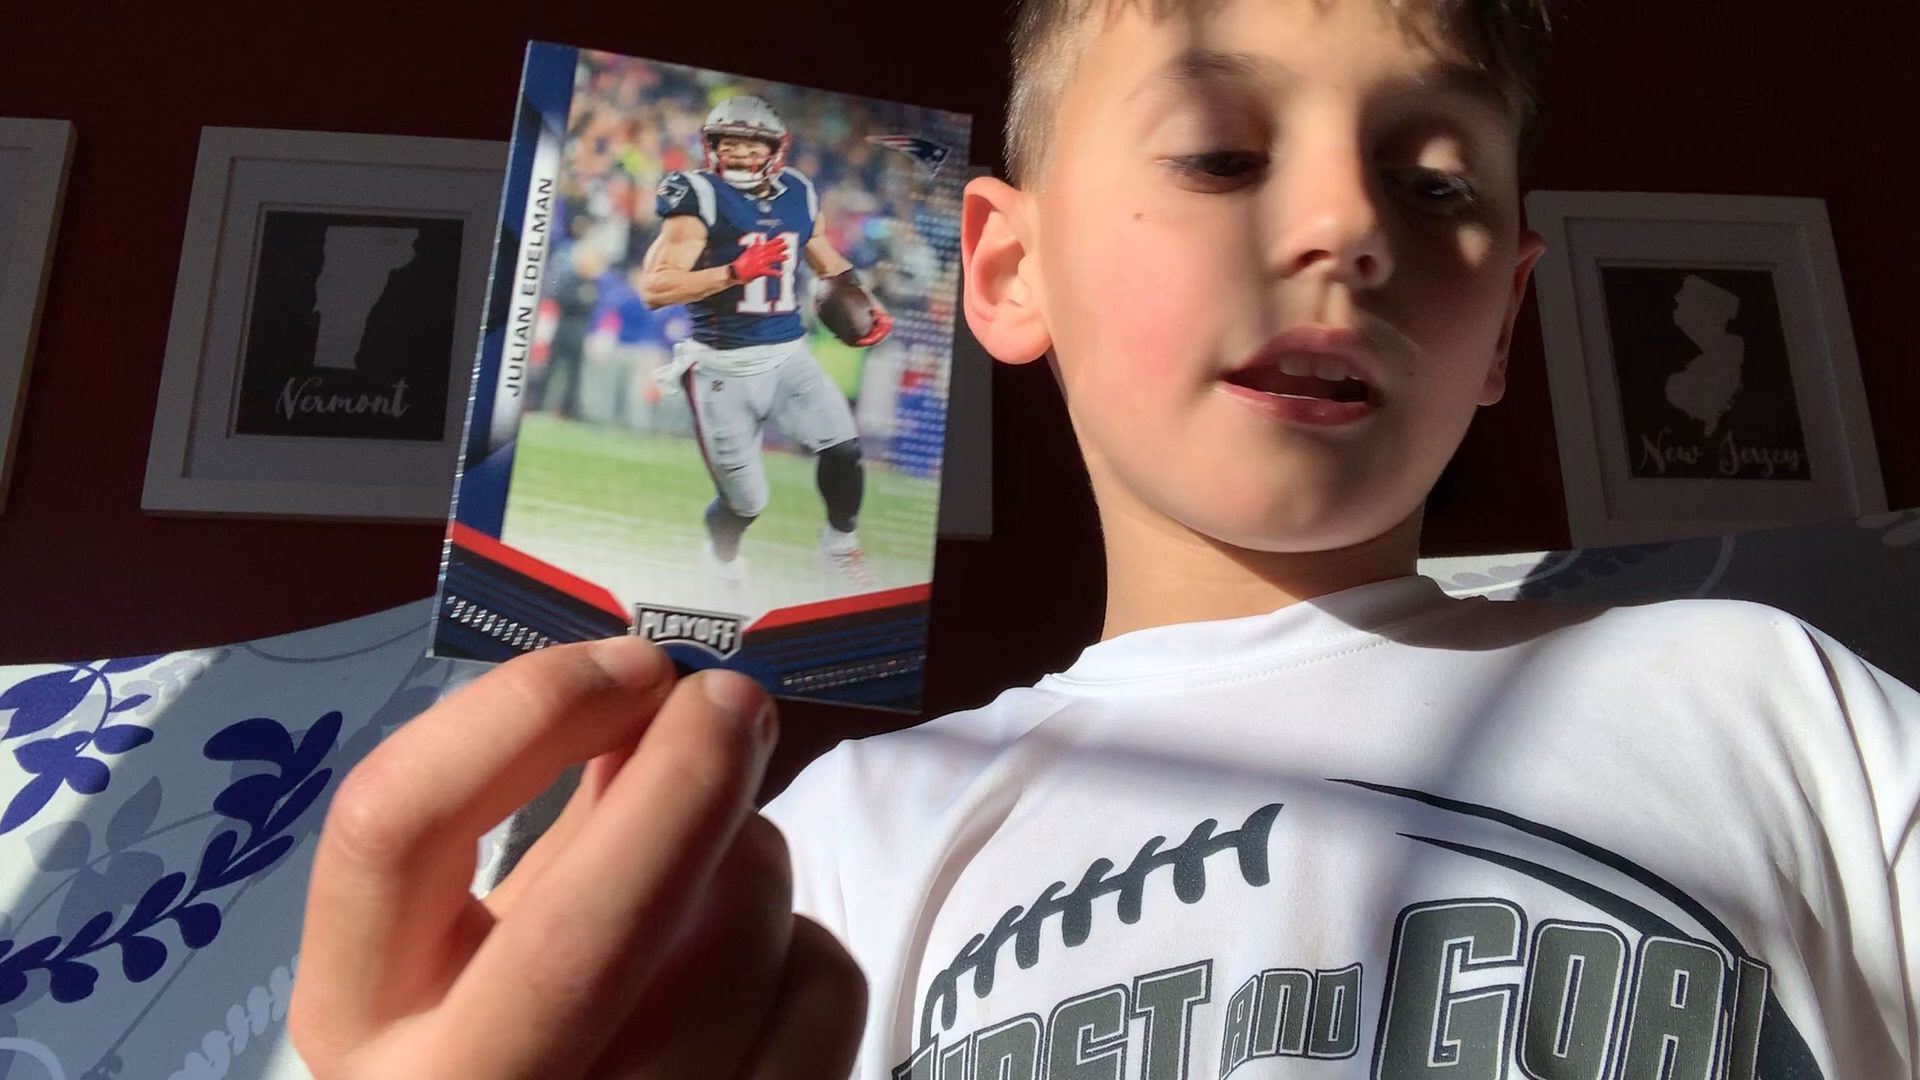 JULIAN EDELMAN
11
PLAYOFF
Vermont
New Jersey
FIRST AND GOAL